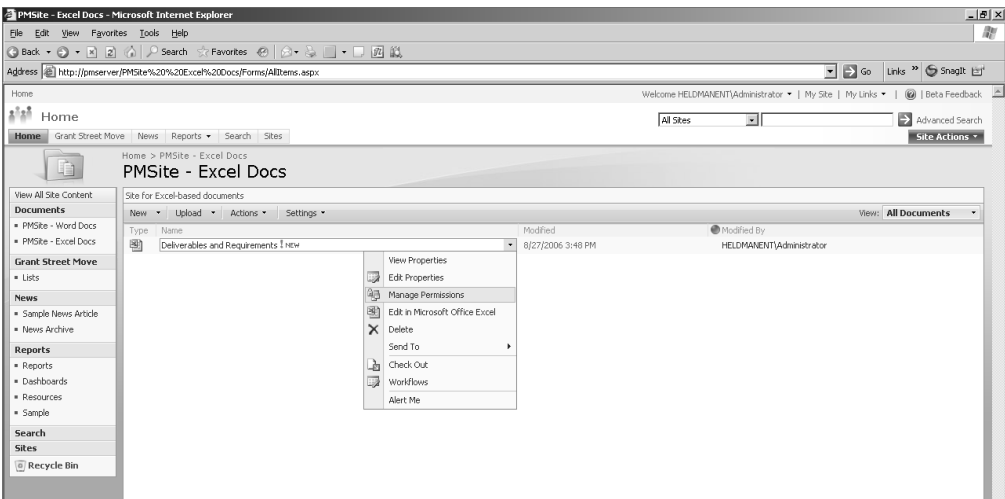 PMSite - Excel Docs - Microsoft Internet Explorer
File Edit View Favorites Tools Help
Back Search Favorites
Address http://pmserver/PMSite%20%20Excel%20Docs/Forms/AllItems.aspx Go Links » SnagIt
Home Welcome HELDMANENT\Administrator | My Site | My Links | Beta Feedback
Home All Sites Advanced Search
Home Grant Street Move News Reports Search Sites Site Actions
Home > PMSite - Excel Docs
PMSite - Excel Docs
View All Site Content
Site for Excel-based documents
Documents
PMSite - Word Docs
PMSite - Excel Docs
Grant Street Move
Lists
News
Sample News Article
News Archive
Reports
Reports
Dashboards
Resources
Sample
Search
Sites
Recycle Bin
New Upload Actions Settings View: All Documents
Type Name Modified Modified By
Deliverables and Requirements ! NEW 8/27/2006 3:48 PM HELDMANENT\Administrator
View Properties
Edit Properties
Manage Permissions
Edit in Microsoft Office Excel
Delete
Send To
Check Out
Workflows
Alert Me